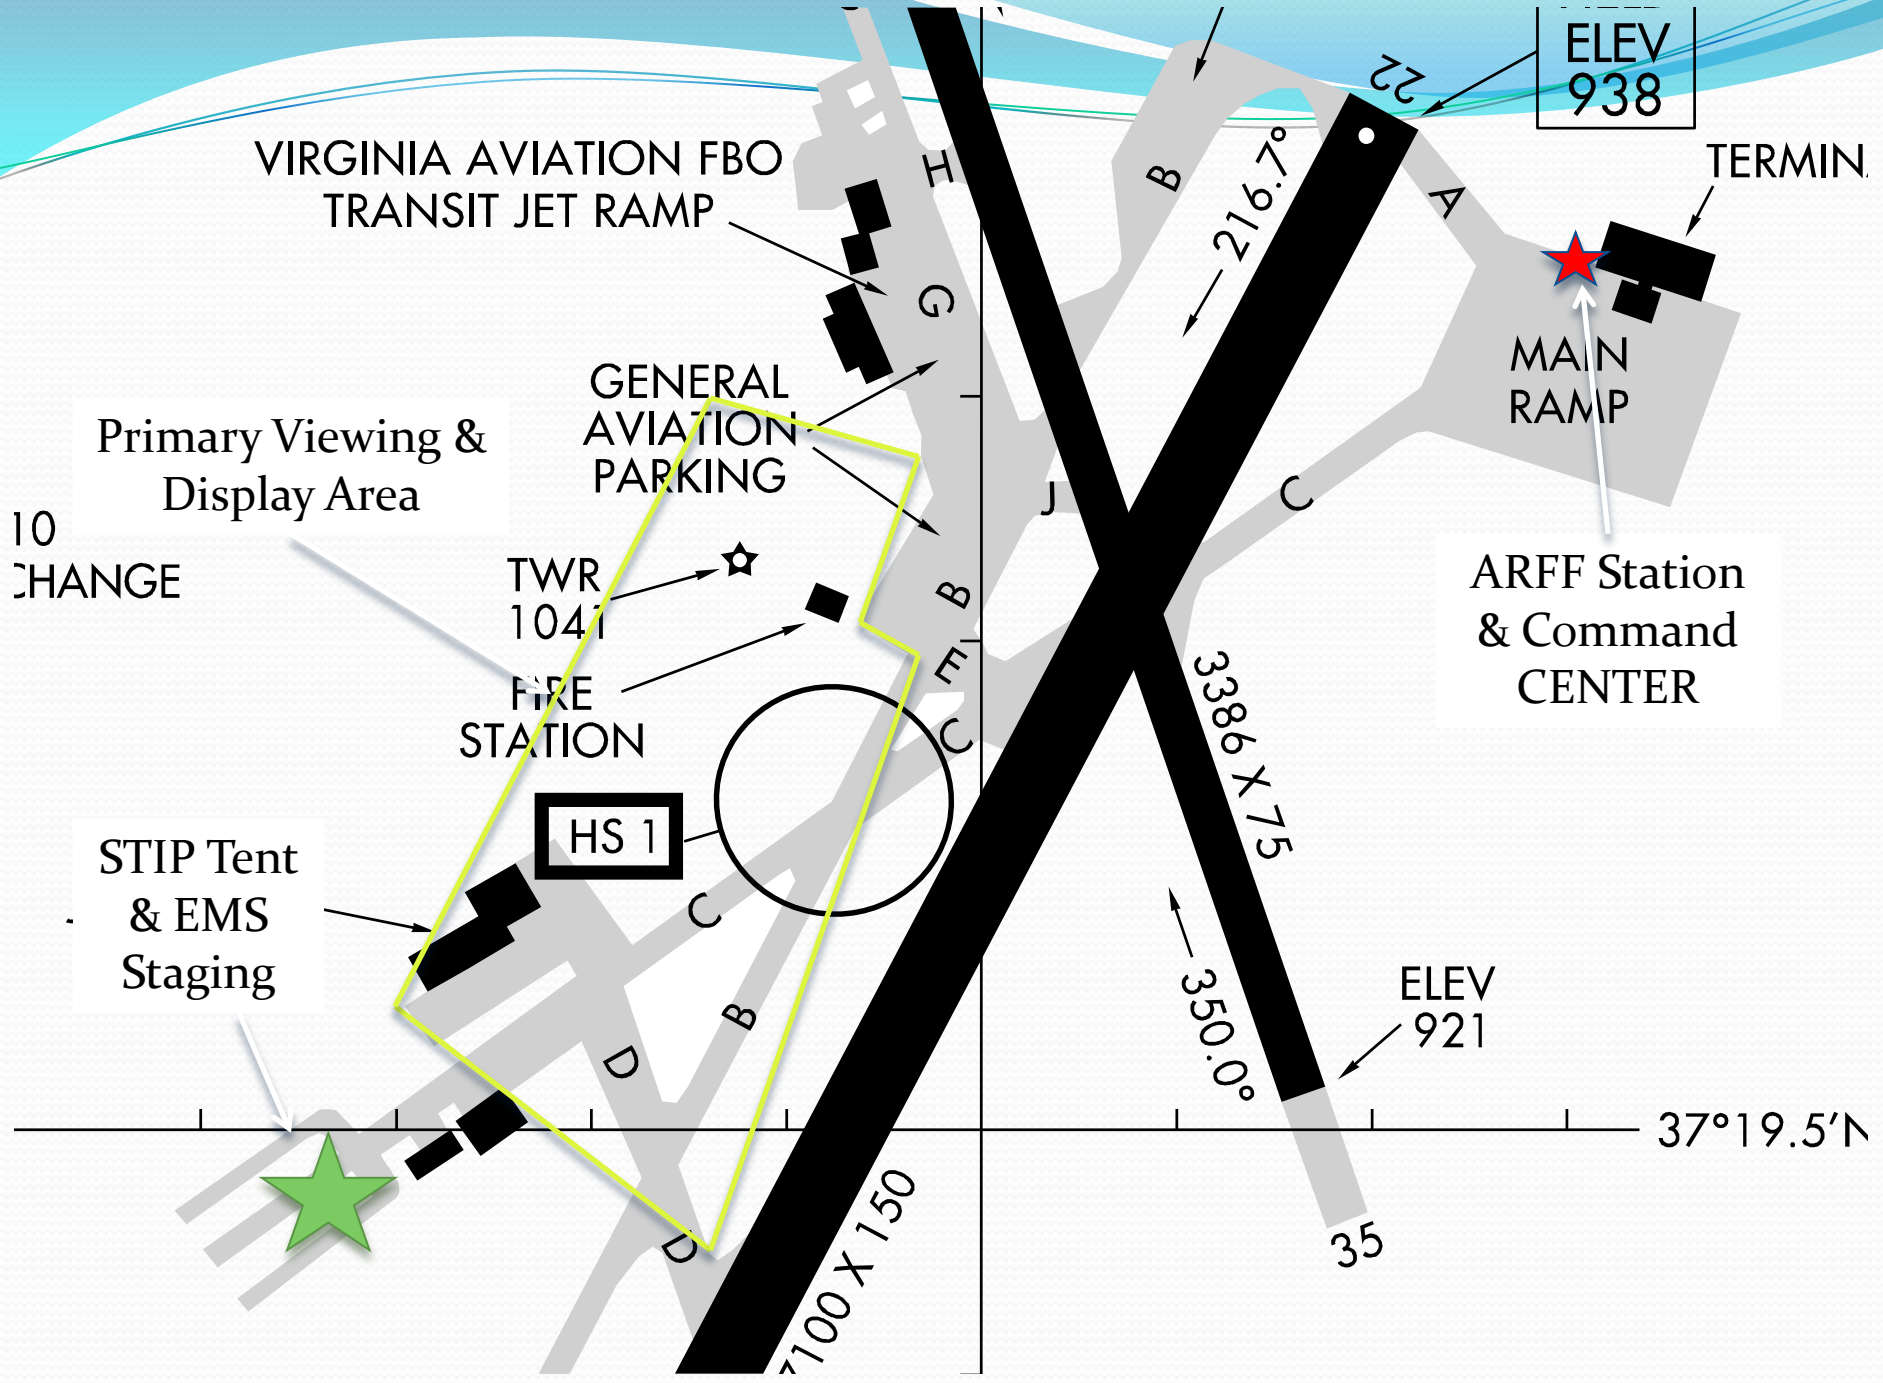 22
ELEV
938
TERMIN
VIRGINIA AVIATION FBO
TRANSIT JET RAMP
H
B
216.7°
A
G
MAIN
RAMP
GENERAL
AVIATION
PARKING
Primary Viewing &
Display Area
J
C
10
CHANGE
TWR
1041
B
ARFF Station
& Command
CENTER
FIRE
STATION
E
C
3386 X 75
HS 1
STIP Tent
& EMS
Staging
C
B
D
350.0°
ELEV
921
37°19.5'N
D
7100 X 150
35